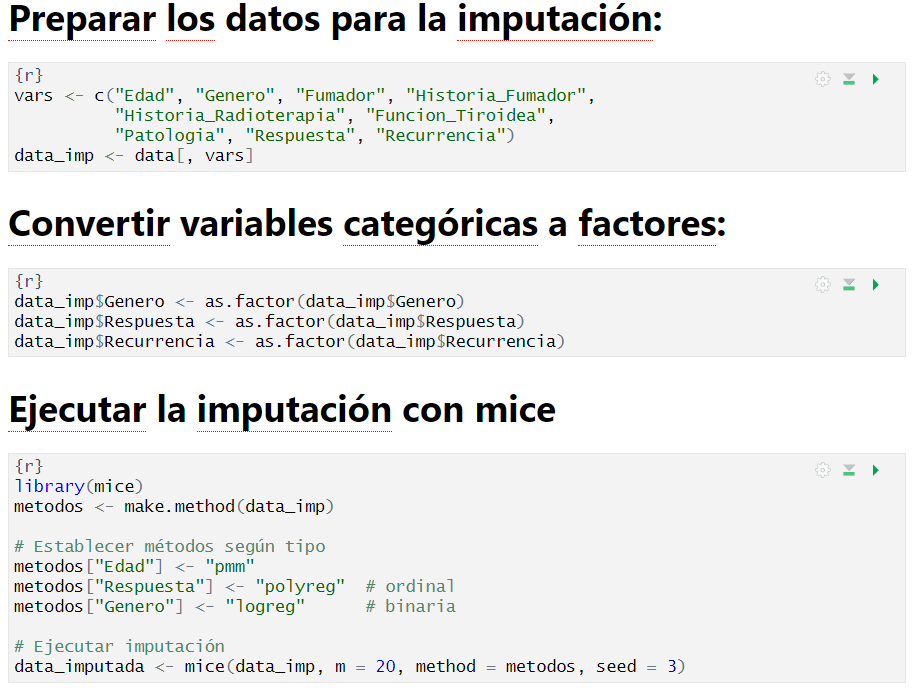 Preparar los datos para la imputación:
{r}
vars <- c("Edad", "Genero", "Fumador", "Historia_Fumador",
          "Historia_Radioterapia", "Funcion_Tiroidea",
          "Patologia", "Respuesta", "Recurrencia")
data_imp <- data[, vars]
Convertir variables categóricas a factores:
{r}
data_imp$Genero <- as.factor(data_imp$Genero)
data_imp$Respuesta <- as.factor(data_imp$Respuesta)
data_imp$Recurrencia <- as.factor(data_imp$Recurrencia)
Ejecutar la imputación con mice
{r}
library(mice)
metodos <- make.method(data_imp)
# Establecer métodos según tipo
metodos["Edad"] <- "pmm"
metodos["Respuesta"] <- "polyreg"  # ordinal
metodos["Genero"] <- "logreg"      # binaria
# Ejecutar imputación
data_imputada <- mice(data_imp, m = 20, method = metodos, seed = 3)